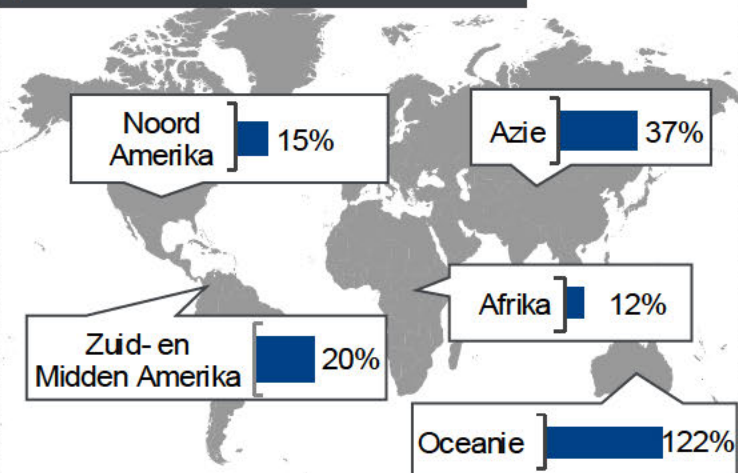 Noord
Amerika
15%
Azie
37%
Afrika
12%
Zuid- en
Midden Amerika
20%
Oceanie
122%